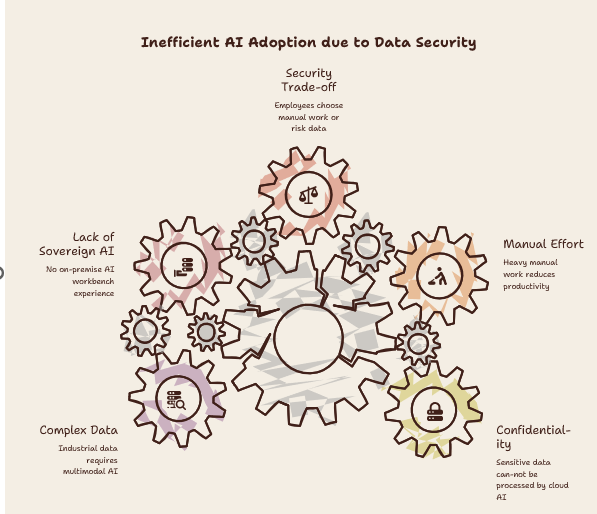 Inefficient AI Adoption due to Data Security
Security
Trade-off
Employees choose
manual work or
risk data
Lack of
Sovereign AI
No on-premise AI
workbench
experience
Manual Effort
Heavy manual
work reduces
productivity
Complex Data
Industrial data
requires
multimodal AI
Confidential-
ity
Sensitive data
can-not be
processed by cloud
AI